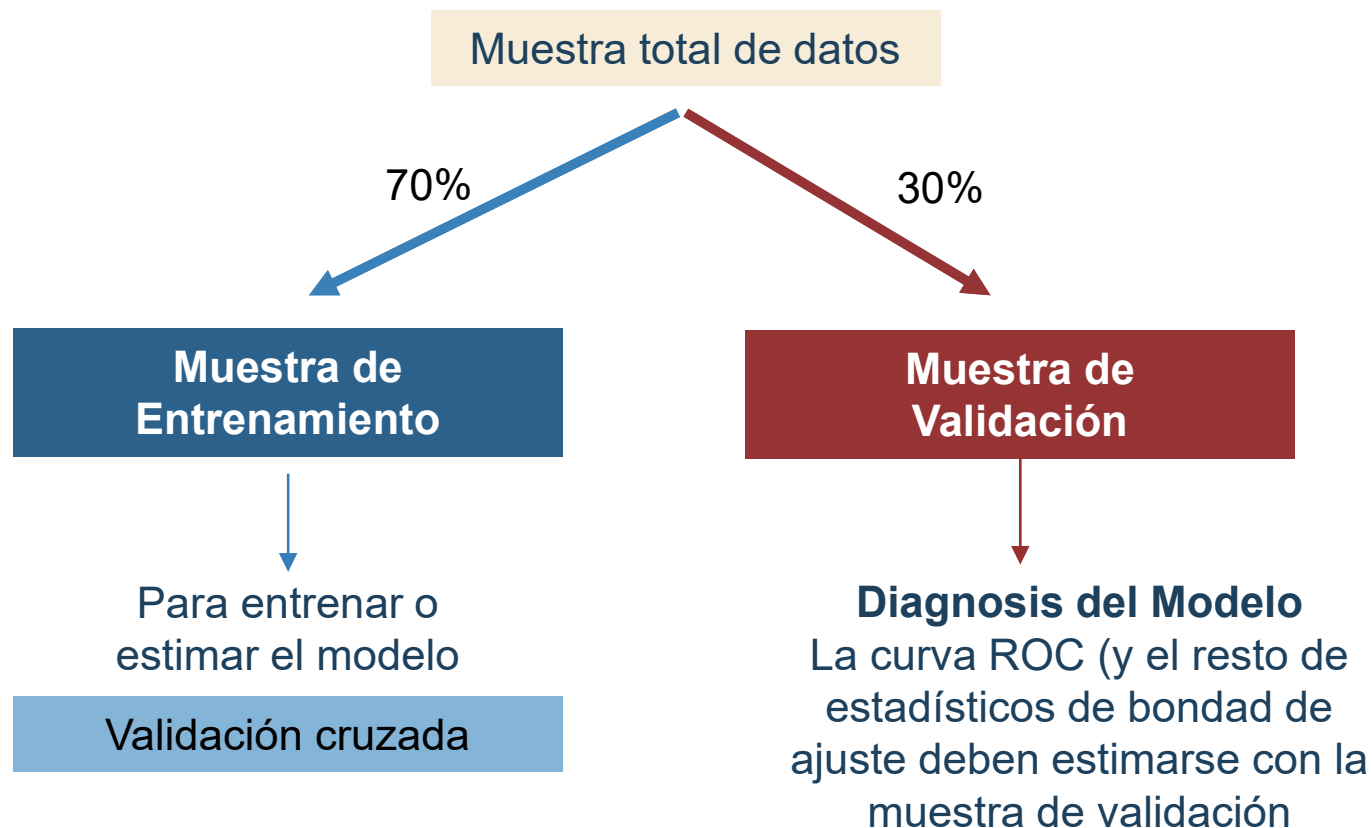 Muestra total de datos
70%
30%
Muestra de
Entrenamiento
Muestra de
Validación
Para entrenar o
estimar el modelo
Validación cruzada
Diagnosis del Modelo
La curva ROC (y el resto de
estadísticos de bondad de
ajuste deben estimarse con la
muestra de validación